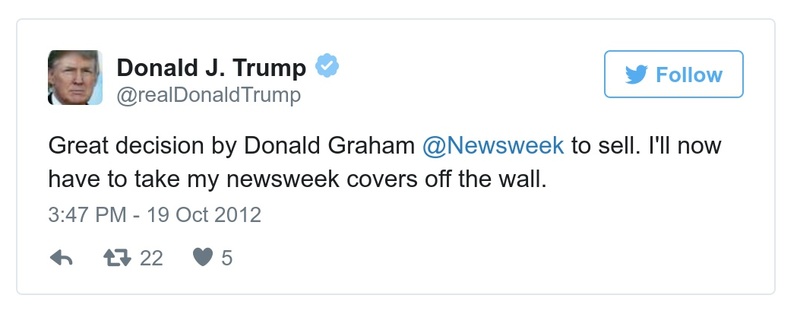 Donald J. Trump
@realDonaldTrump
Follow
Great decision by Donald Graham @Newsweek to sell. I'll now
have to take my newsweek covers off the wall.
3:47 PM - 19 Oct 2012
22 5